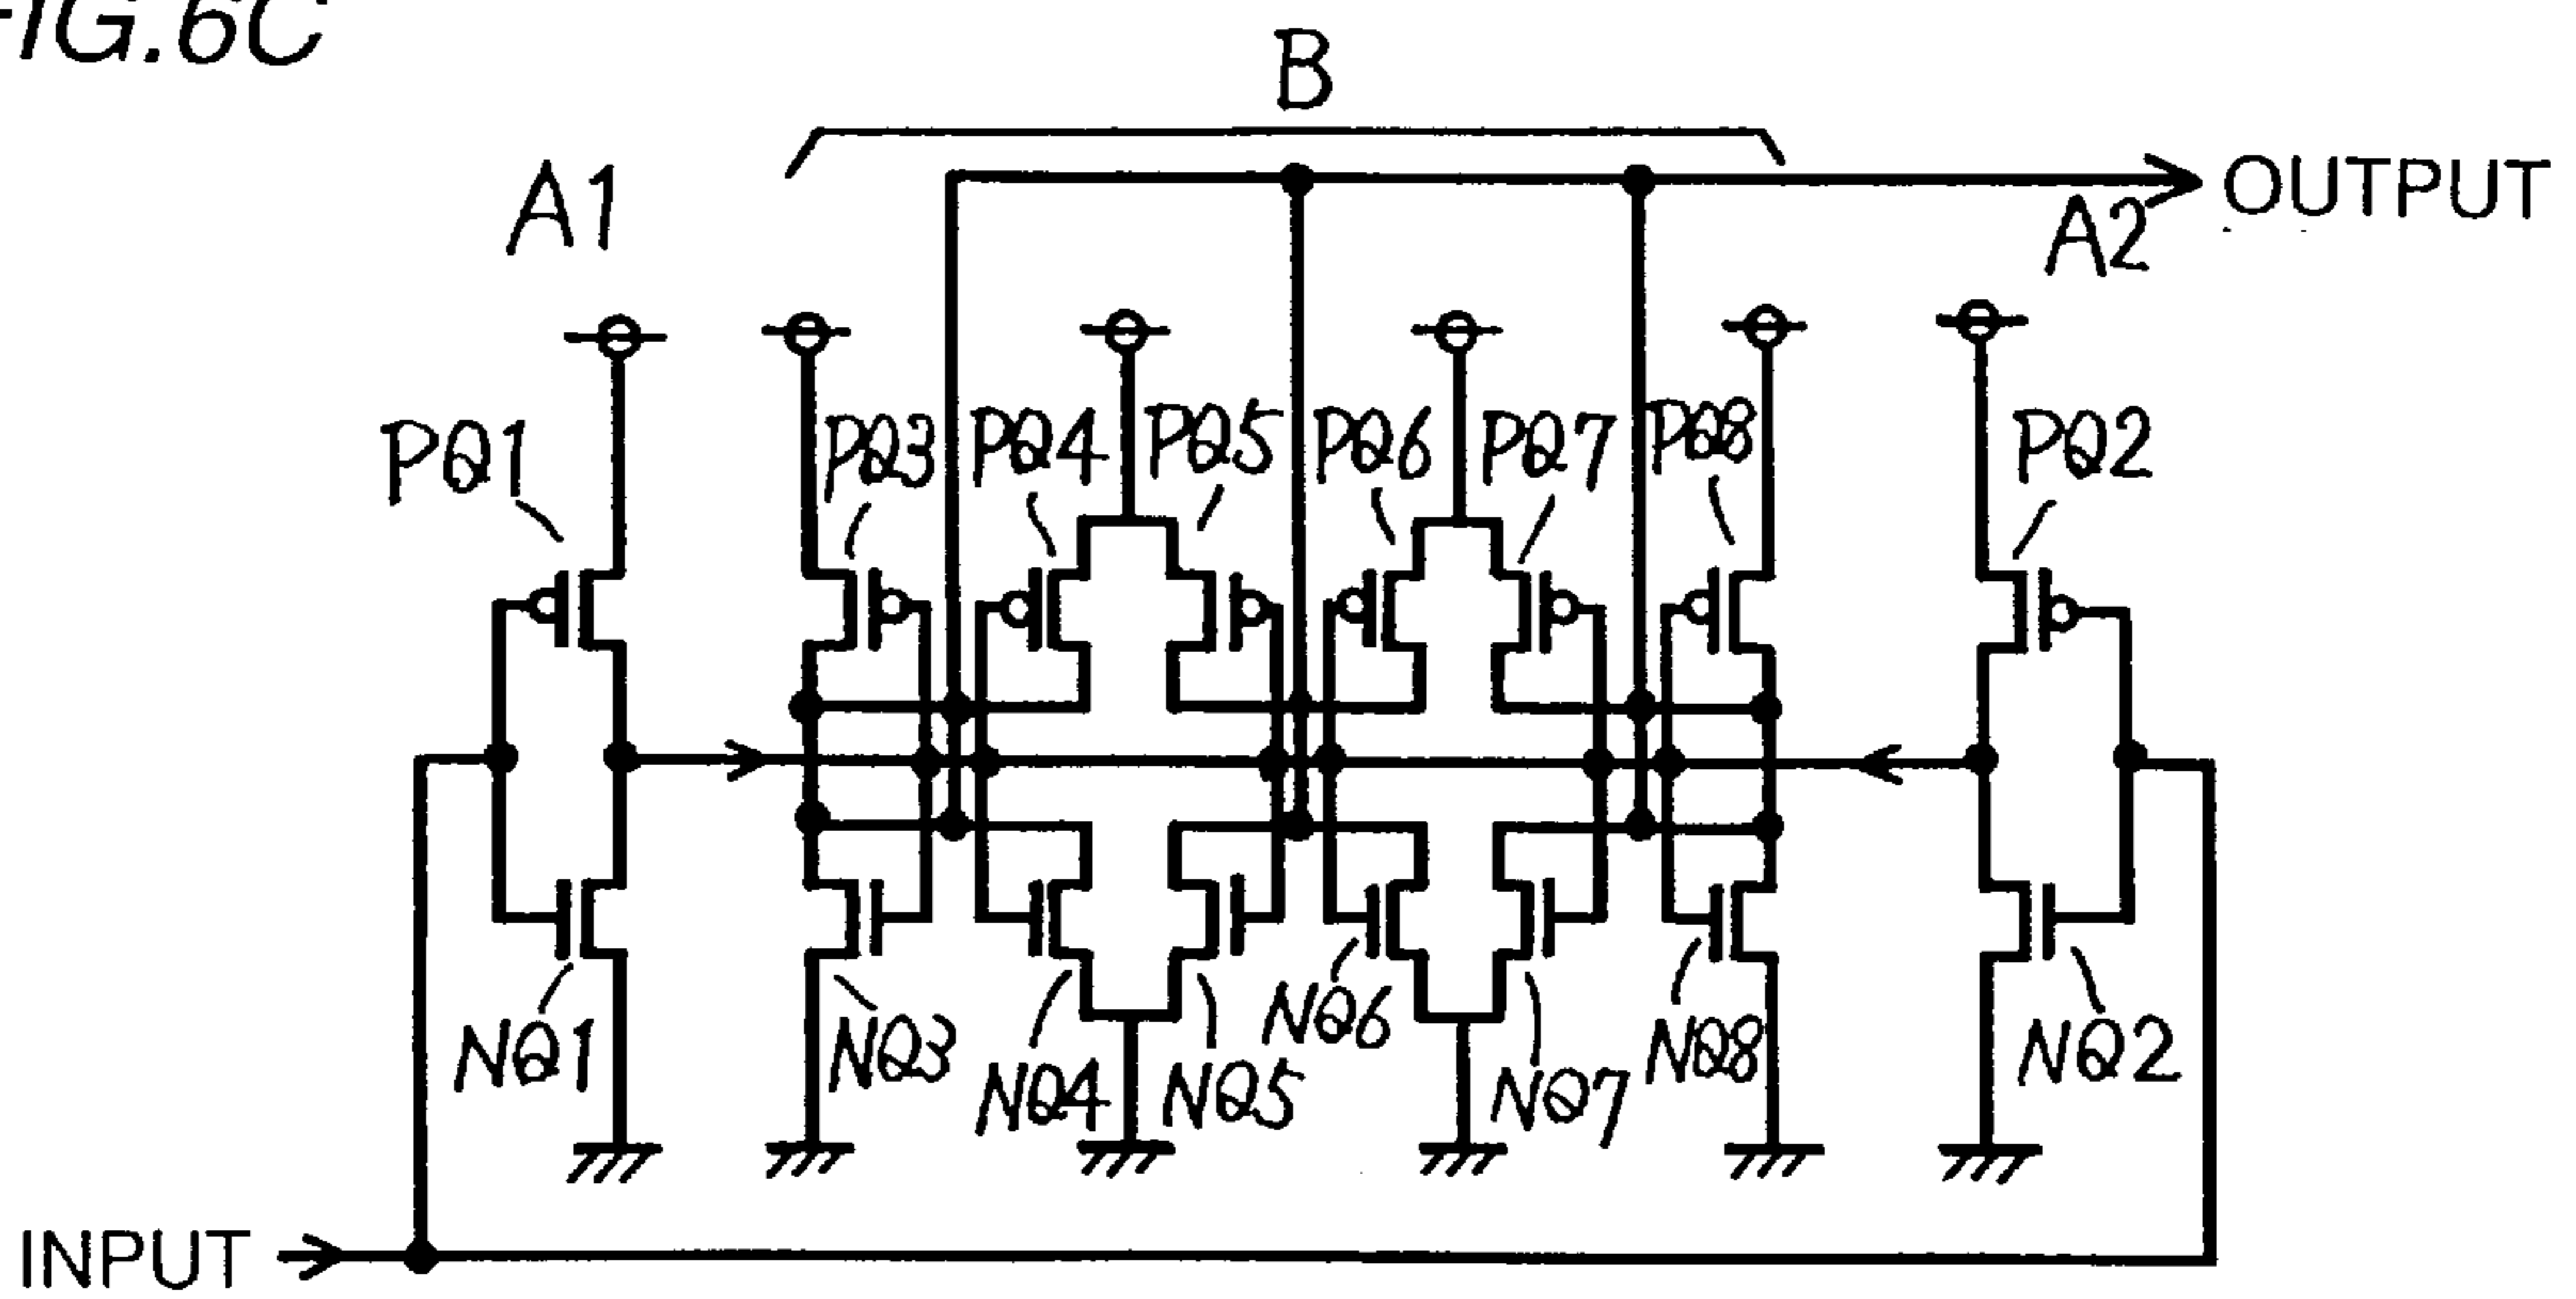 FIG.6C
B
A1
OUTPUT
A2
PQ1
PQ3
PQ4
PQ5
PQ6
PQ7
PQ8
PQ2
NQ1
NQ3
NQ4
NQ5
NQ6
NQ7
NQ8
NQ2
INPUT